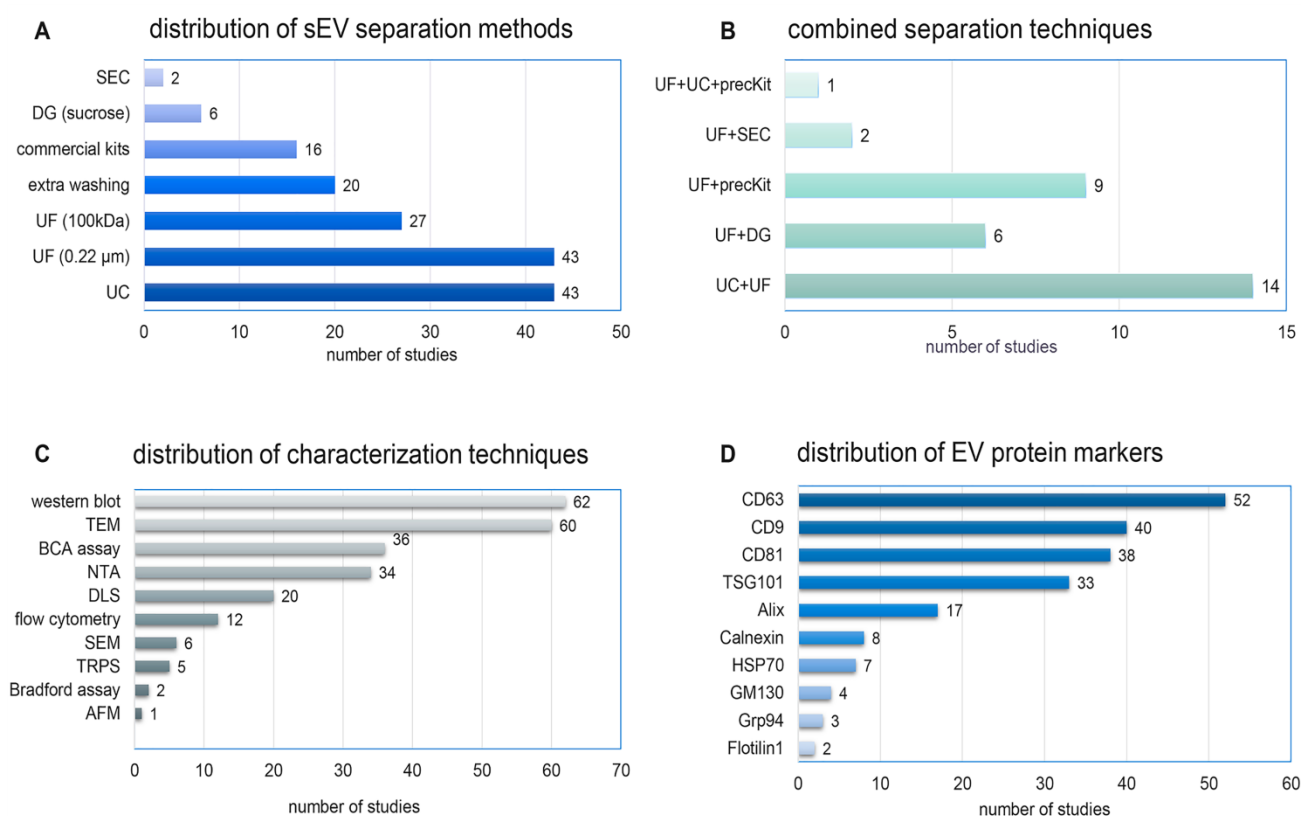 A
distribution of sEV separation methods
SEC
2
DG (sucrose)
6
commercial kits
16
extra washing
20
UF (100kDa)
27
UF (0.22 µm)
43
UC
43
0 10 20 30 40 50
number of studies
B
combined separation techniques
UF+UC+precKit
1
UF+SEC
2
UF+precKit
9
UF+DG
6
UC+UF
14
0 5 10 15
number of studies
C
distribution of characterization techniques
western blot
62
TEM
60
BCA assay
36
NTA
34
DLS
20
flow cytometry
12
SEM
6
TRPS
5
Bradford assay
2
AFM
1
0 10 20 30 40 50 60 70
number of studies
D
distribution of EV protein markers
CD63
52
CD9
40
CD81
38
TSG101
33
Alix
17
Calnexin
8
HSP70
7
GM130
4
Grp94
3
Flotilin1
2
0 10 20 30 40 50 60
number of studies